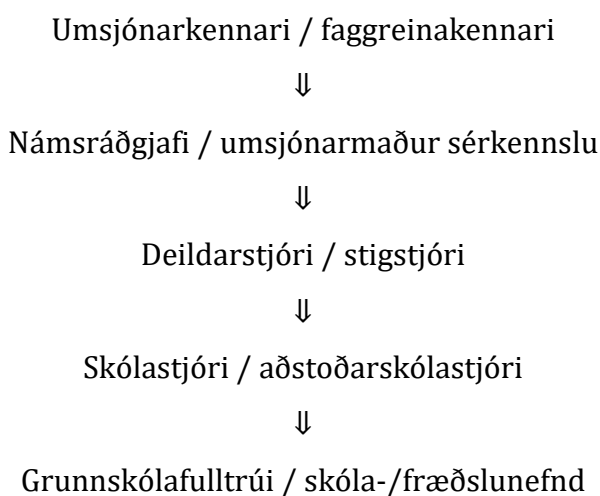 Umsjónarkennari / faggreinakennari
⇓
Námsráðgjafi / umsjónarmaður sérkennslu
⇓
Deildarstjóri / stigstjóri
⇓
Skólastjóri / aðstoðarskólastjóri
⇓
Grunnskólafulltrúi / skóla-/fræðslunefnd